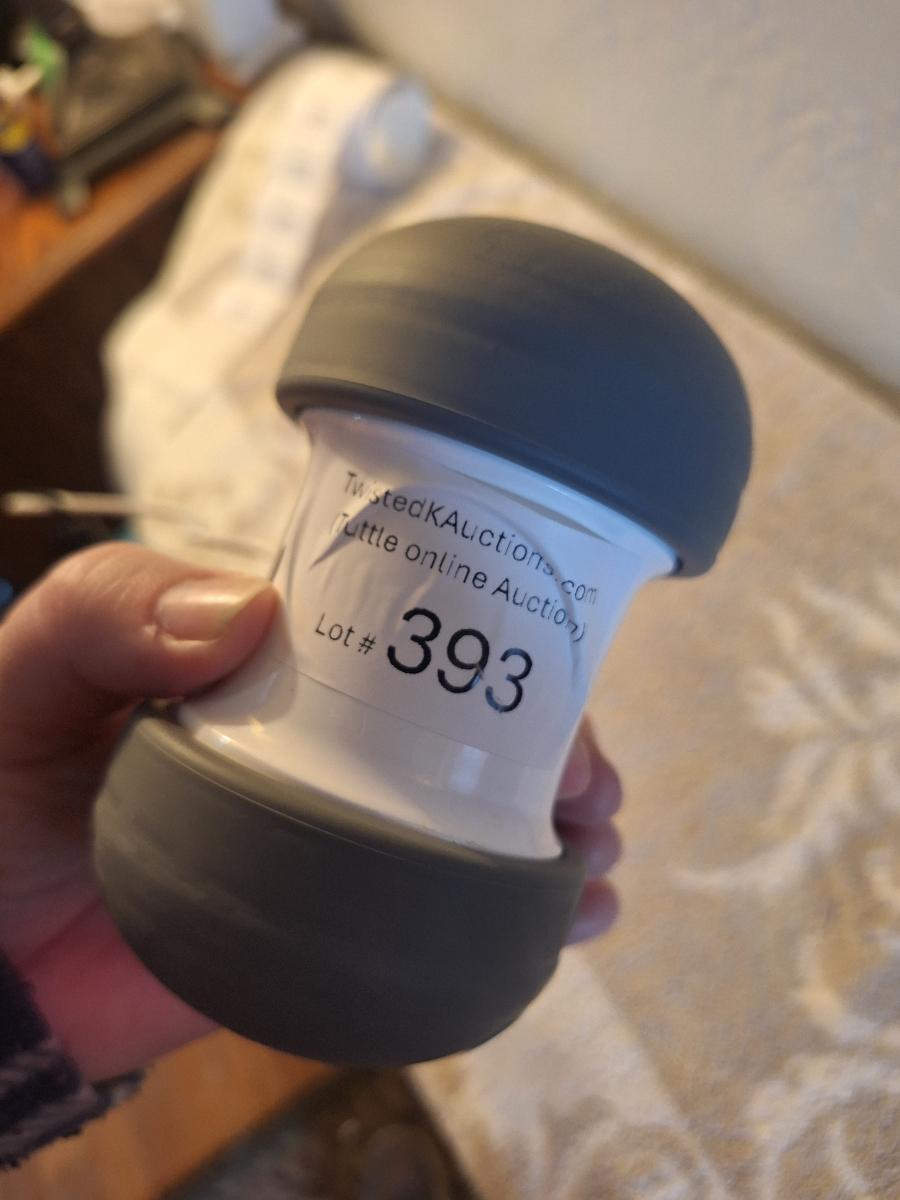 TwistedKAuctions.com
(Tuttle online Auction)
Lot # 393